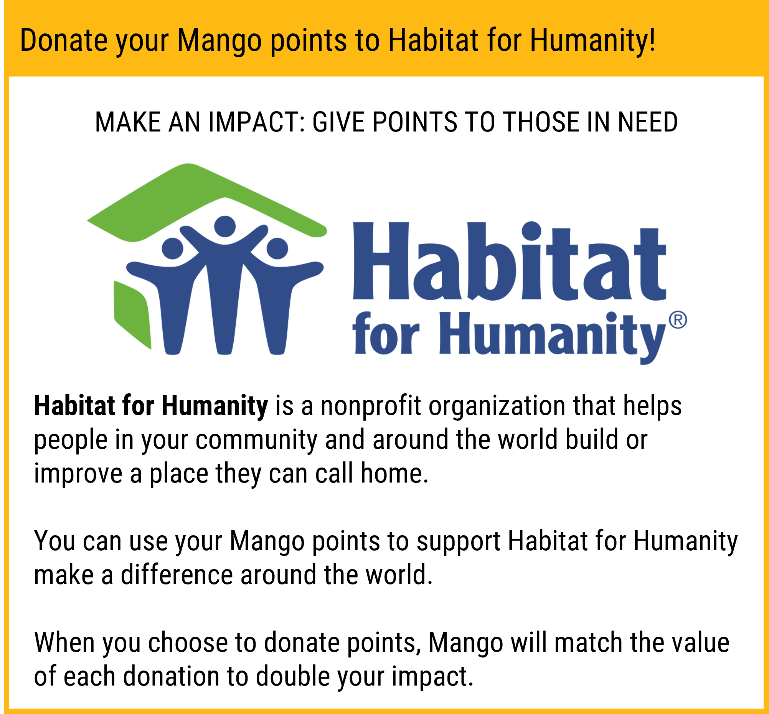 Donate your Mango points to Habitat for Humanity!
MAKE AN IMPACT: GIVE POINTS TO THOSE IN NEED
Habitat
for Humanity®
Habitat for Humanity is a nonprofit organization that helps
people in your community and around the world build or
improve a place they can call home.
You can use your Mango points to support Habitat for Humanity
make a difference around the world.
When you choose to donate points, Mango will match the value
of each donation to double your impact.